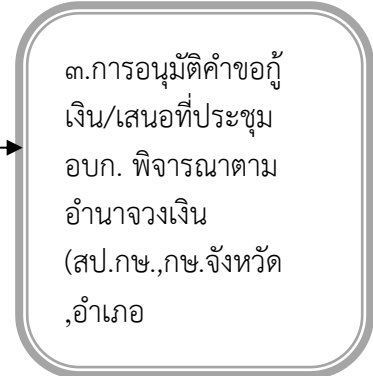 ๓.การอนุมัติคำขอกู้
เงิน/เสนอที่ประชุม
อบก. พิจารณาตาม
อำนาจวงเงิน
(สป.กษ.,กษ.จังหวัด
,อำเภอ